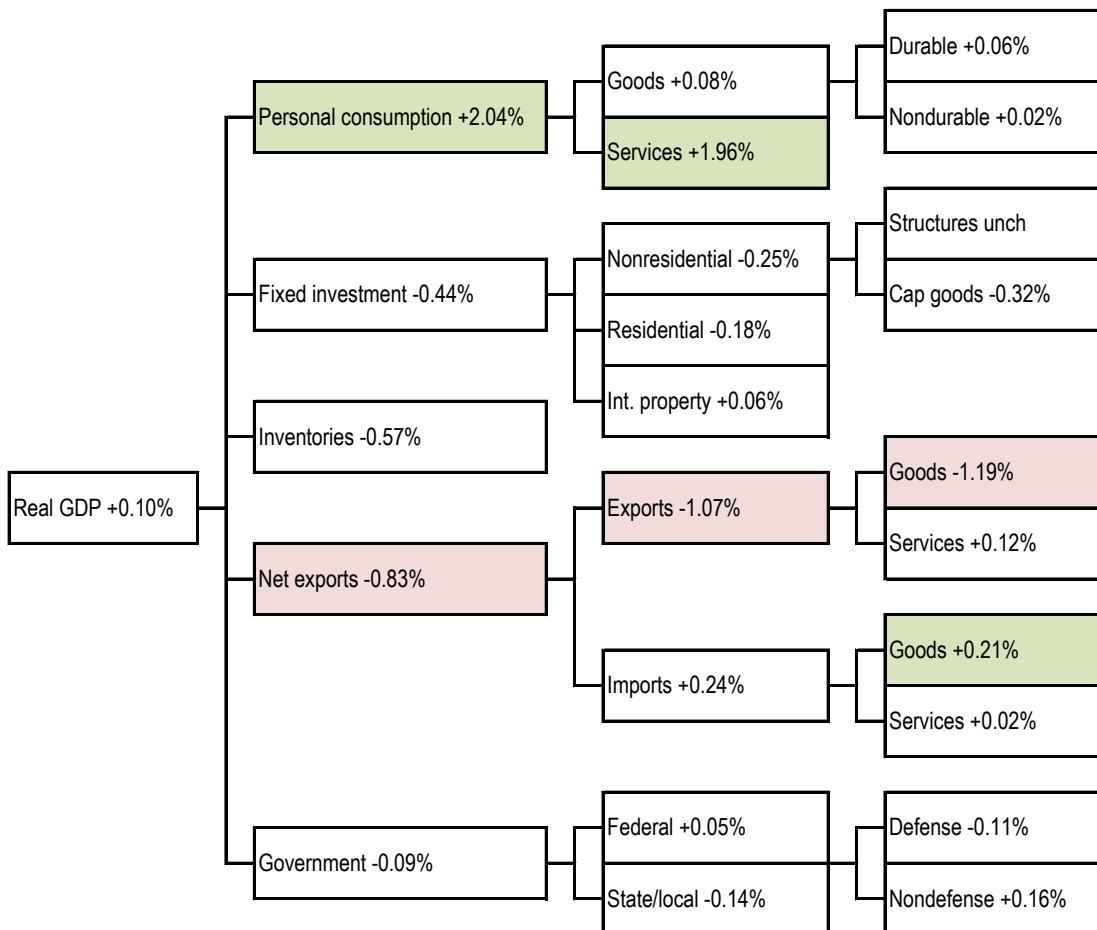 Durable +0.06%
Goods +0.08%
Personal consumption +2.04%
Nondurable +0.02%
Services +1.96%
Structures unch
Nonresidential -0.25%
Fixed investment -0.44%
Cap goods -0.32%
Residential -0.18%
Int. property +0.06%
Inventories -0.57%
Goods -1.19%
Real GDP +0.10%
Exports -1.07%
Services +0.12%
Net exports -0.83%
Goods +0.21%
Imports +0.24%
Services +0.02%
Federal +0.05%
Defense -0.11%
Government -0.09%
State/local -0.14%
Nondefense +0.16%